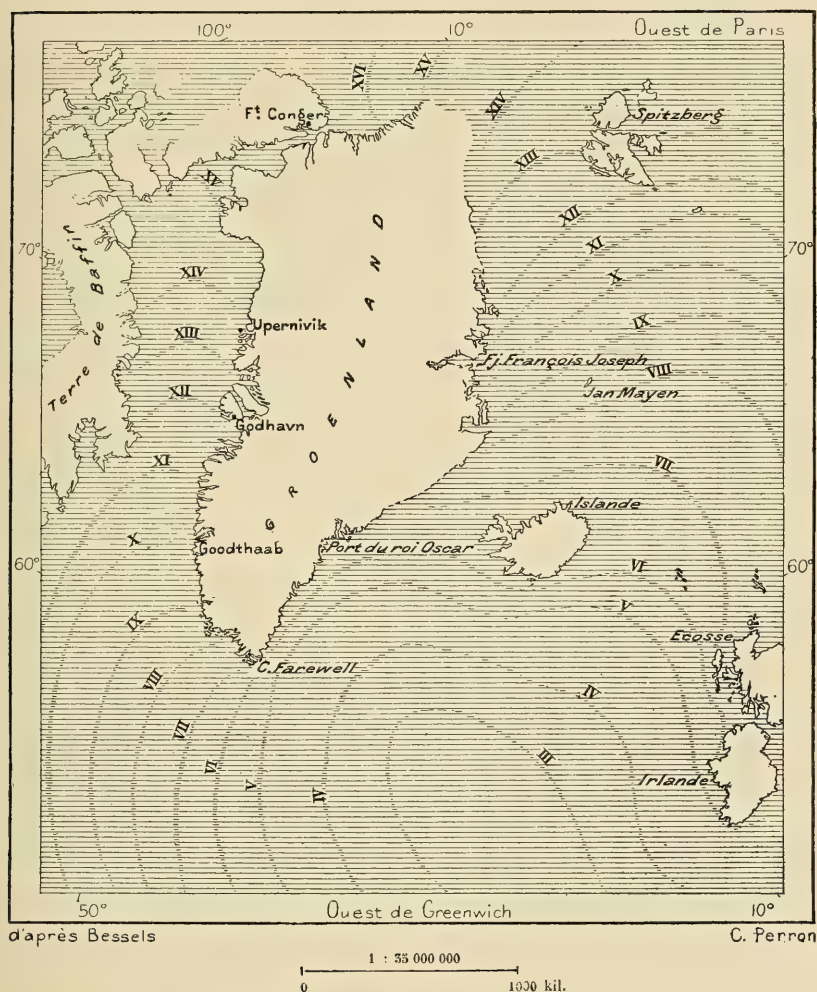 100° 10° Ouest de Paris
XVI XV
XIV
Ft. Conger
Spitzberg
XIII
XV
XII
XI
70° 70°
Terre de Baffin
XIV
X
GROENLAND
XIII
Upernivik
IX
Fj. François Joseph
VIII
XII
Jan Mayen
Godhavn
XI
VII
Islande
X
Goodthaab
Port du roi Oscar
60° 60°
VI
V
IX
Ecosse
C. Farewell
VIII
IV
VII
III
VI
V
IV
Irlande
50° Ouest de Greenwich 10°
d'après Bessels C. Perron
1 : 35 000 000
0 1000 kil.